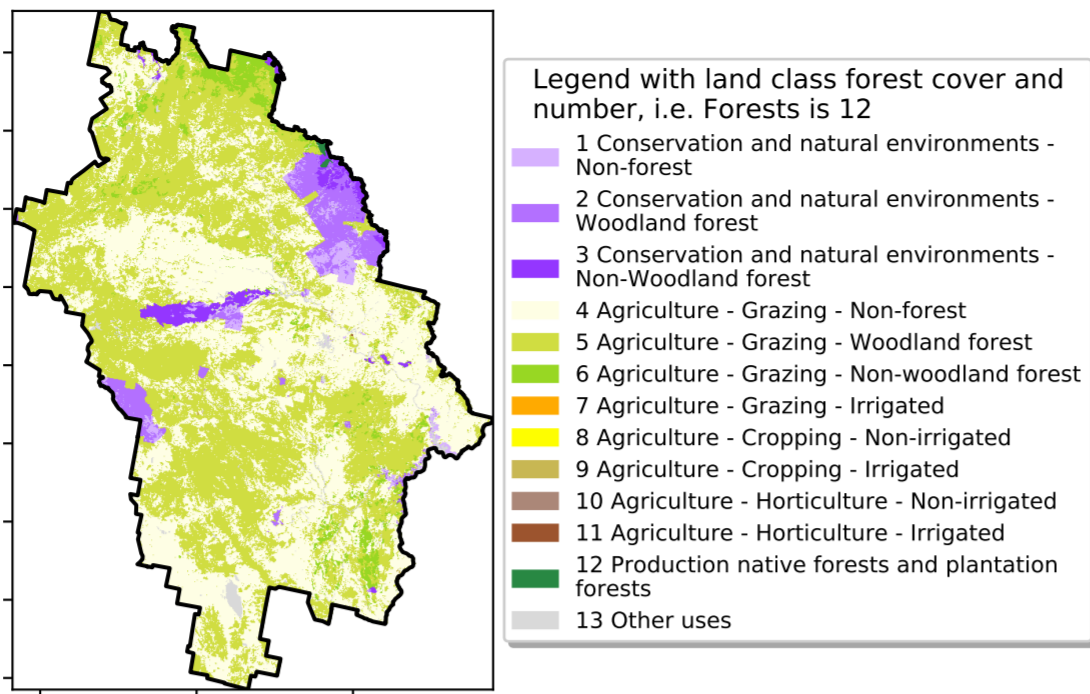 Legend with land class forest cover and
number, i.e. Forests is 12
1 Conservation and natural environments -
Non-forest
2 Conservation and natural environments -
Woodland forest
3 Conservation and natural environments -
Non-Woodland forest
4 Agriculture - Grazing - Non-forest
5 Agriculture - Grazing - Woodland forest
6 Agriculture - Grazing - Non-woodland forest
7 Agriculture - Grazing - Irrigated
8 Agriculture - Cropping - Non-irrigated
9 Agriculture - Cropping - Irrigated
10 Agriculture - Horticulture - Non-irrigated
11 Agriculture - Horticulture - Irrigated
12 Production native forests and plantation
forests
13 Other uses